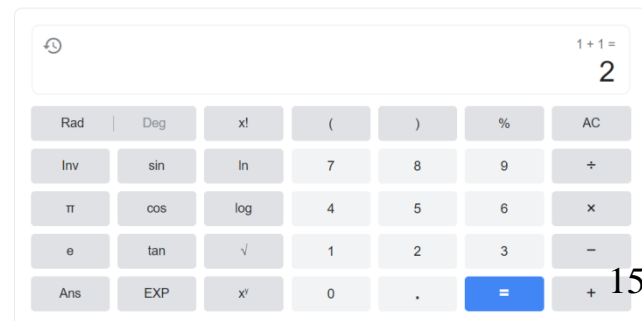 1 + 1 =
2
Rad | Deg x! ( ) % AC
Inv sin ln 7 8 9 ÷
π cos log 4 5 6 ×
e tan √ 1 2 3 −
Ans EXP xʸ 0 . = + 15